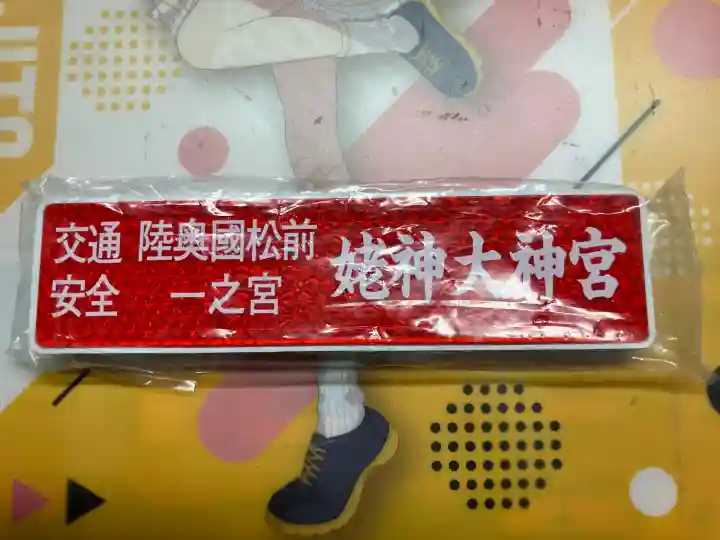 交通
安全
陸奥國松前
一之宮
姥神大神宮